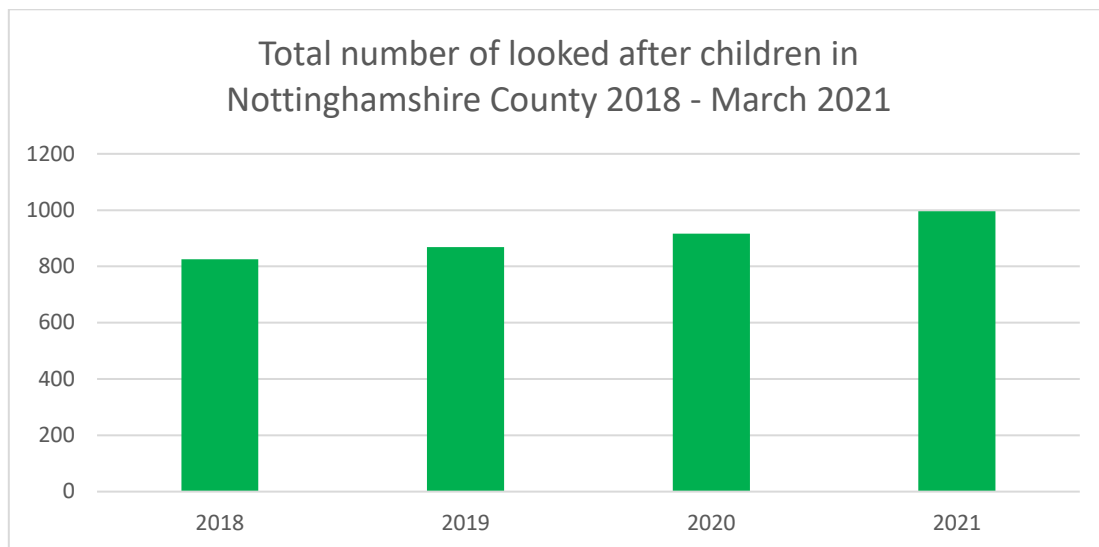 Total number of looked after children in
Nottinghamshire County 2018 - March 2021
1200
1000
800
600
400
200
0
2018 2019 2020 2021